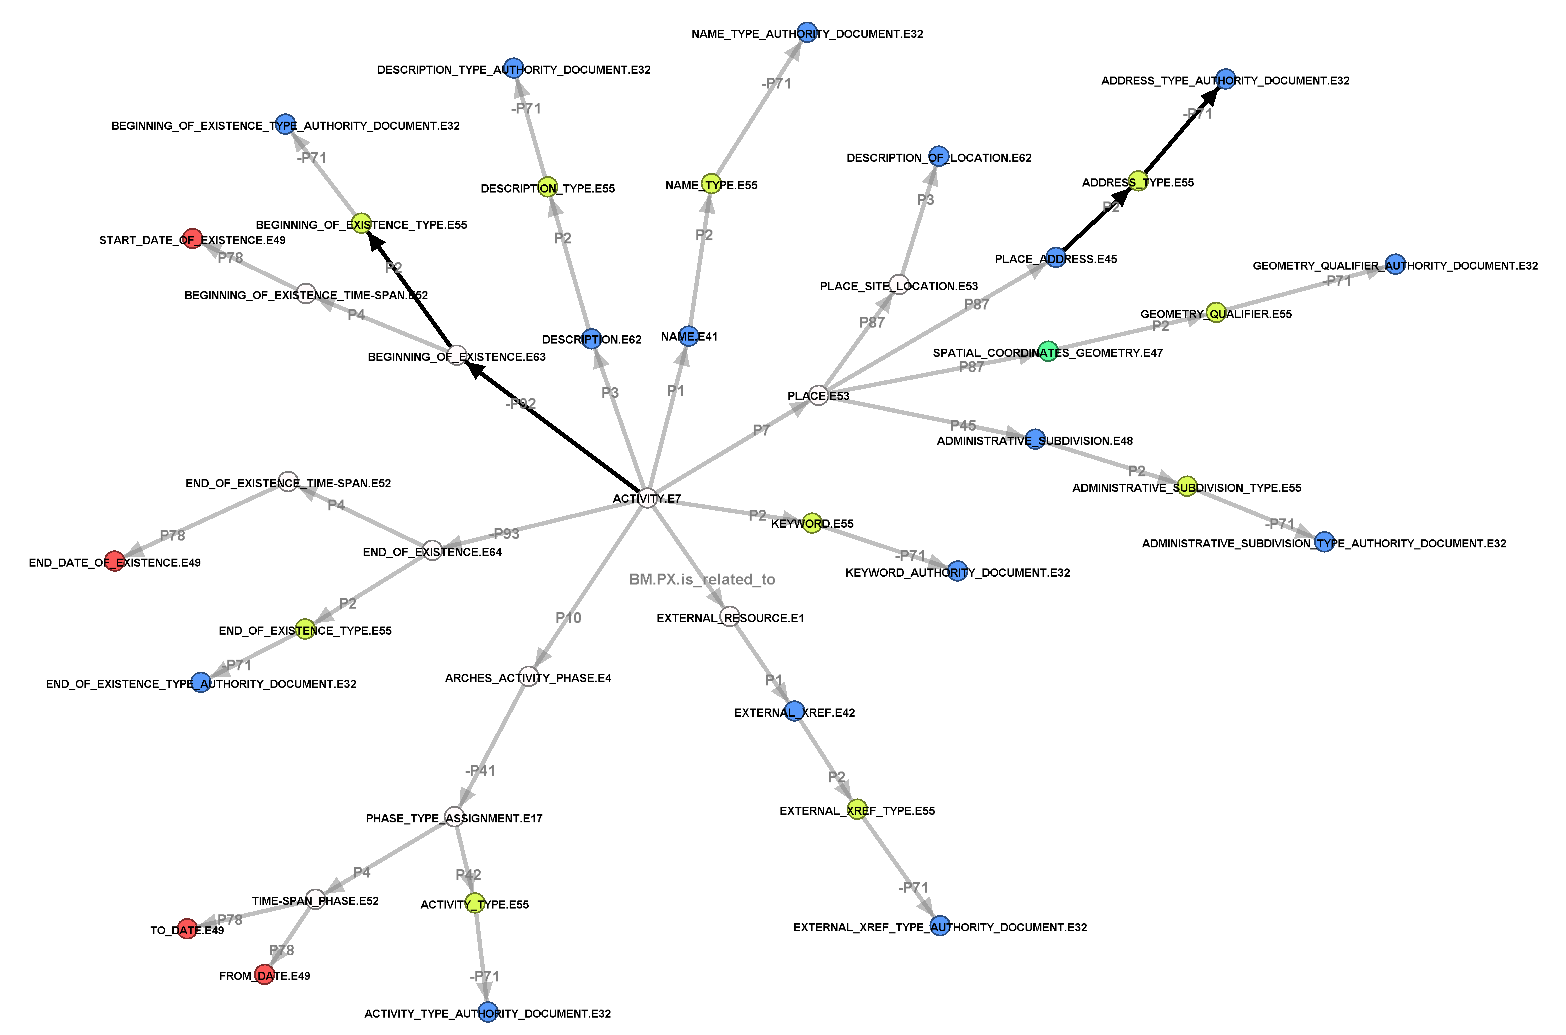 NAME_TYPE_AUTHORITY_DOCUMENT.E32
DESCRIPTION_TYPE_AUTHORITY_DOCUMENT.E32
ADDRESS_TYPE_AUTHORITY_DOCUMENT.E32
-P71
-P71
-P71
BEGINNING_OF_EXISTENCE_TYPE_AUTHORITY_DOCUMENT.E32
-P71
DESCRIPTION_OF_LOCATION.E62
DESCRIPTION_TYPE.E55
NAME_TYPE.E55
ADDRESS_TYPE.E55
P3
P2
BEGINNING_OF_EXISTENCE_TYPE.E55
START_DATE_OF_EXISTENCE.E49
P2
P2
P78
P2
PLACE_ADDRESS.E45
GEOMETRY_QUALIFIER_AUTHORITY_DOCUMENT.E32
-P71
BEGINNING_OF_EXISTENCE_TIME-SPAN.E52
PLACE_SITE_LOCATION.E53
P87
P4
P87
GEOMETRY_QUALIFIER.E55
P2
DESCRIPTION.E62
NAME.E41
BEGINNING_OF_EXISTENCE.E63
SPATIAL_COORDINATES_GEOMETRY.E47
P87
P3
P1
PLACE.E53
-P92
P7
P45
ADMINISTRATIVE_SUBDIVISION.E48
P2
END_OF_EXISTENCE_TIME-SPAN.E52
ADMINISTRATIVE_SUBDIVISION_TYPE.E55
ACTIVITY.E7
P4
P2
KEYWORD.E55
-P71
P78
-P93
ADMINISTRATIVE_SUBDIVISION_TYPE_AUTHORITY_DOCUMENT.E32
END_OF_EXISTENCE.E64
-P71
END_DATE_OF_EXISTENCE.E49
KEYWORD_AUTHORITY_DOCUMENT.E32
BM.PX.is_related_to
P2
P10
EXTERNAL_RESOURCE.E1
END_OF_EXISTENCE_TYPE.E55
-P71
ARCHES_ACTIVITY_PHASE.E4
P1
END_OF_EXISTENCE_TYPE_AUTHORITY_DOCUMENT.E32
EXTERNAL_XREF.E42
-P41
P2
EXTERNAL_XREF_TYPE.E55
PHASE_TYPE_ASSIGNMENT.E17
P4
P42
-P71
TIME-SPAN_PHASE.E52
ACTIVITY_TYPE.E55
P78
TO_DATE.E49
EXTERNAL_XREF_TYPE_AUTHORITY_DOCUMENT.E32
P78
FROM_DATE.E49
-P71
ACTIVITY_TYPE_AUTHORITY_DOCUMENT.E32